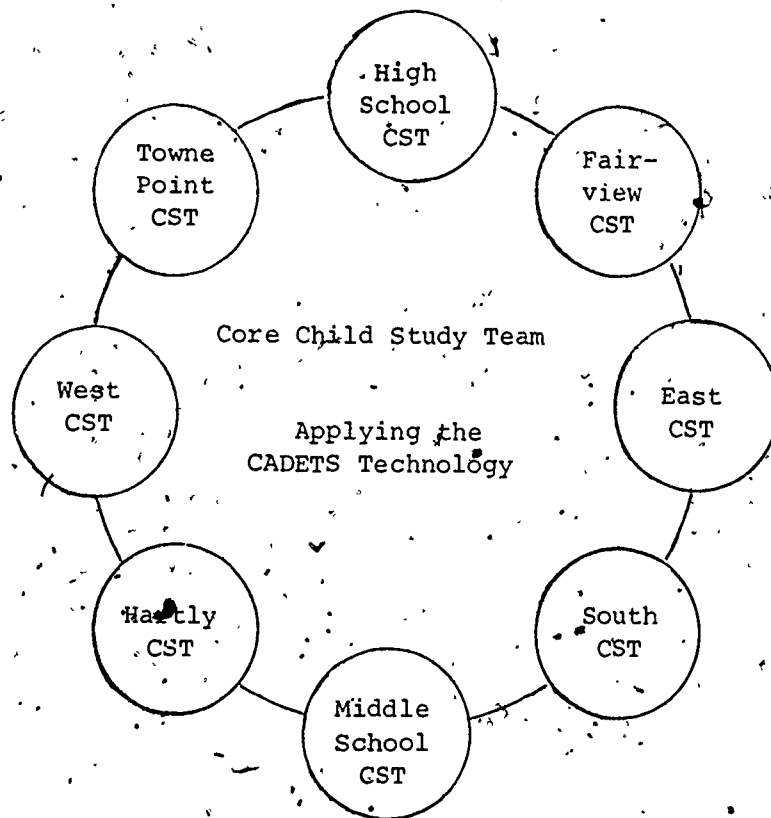 High
School
CST
Towne
Point
CST
Fair-
view
CST
Core Child Study Team
West
CST
East
CST
Applying the
CADETS Technology
Hartly
CST
South
CST
Middle
School
CST